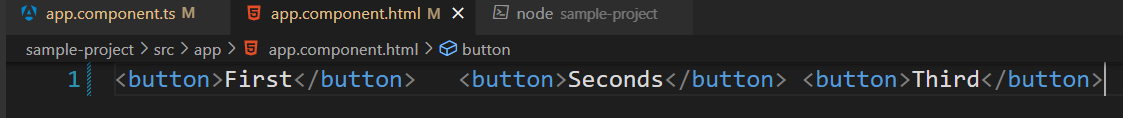 app.component.ts M app.component.html M node sample-project
sample-project > src > app > app.component.html > button
1 <button>First</button>   <button>Seconds</button> <button>Third</button>